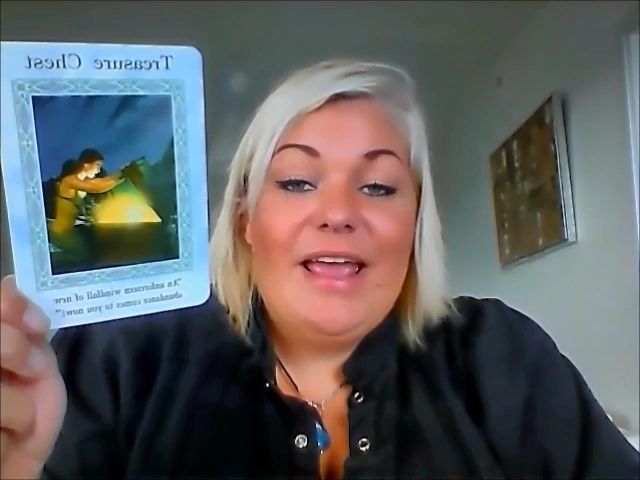 Treasure Chest
"An unforeseen windfall of new
abundance comes to you now!"